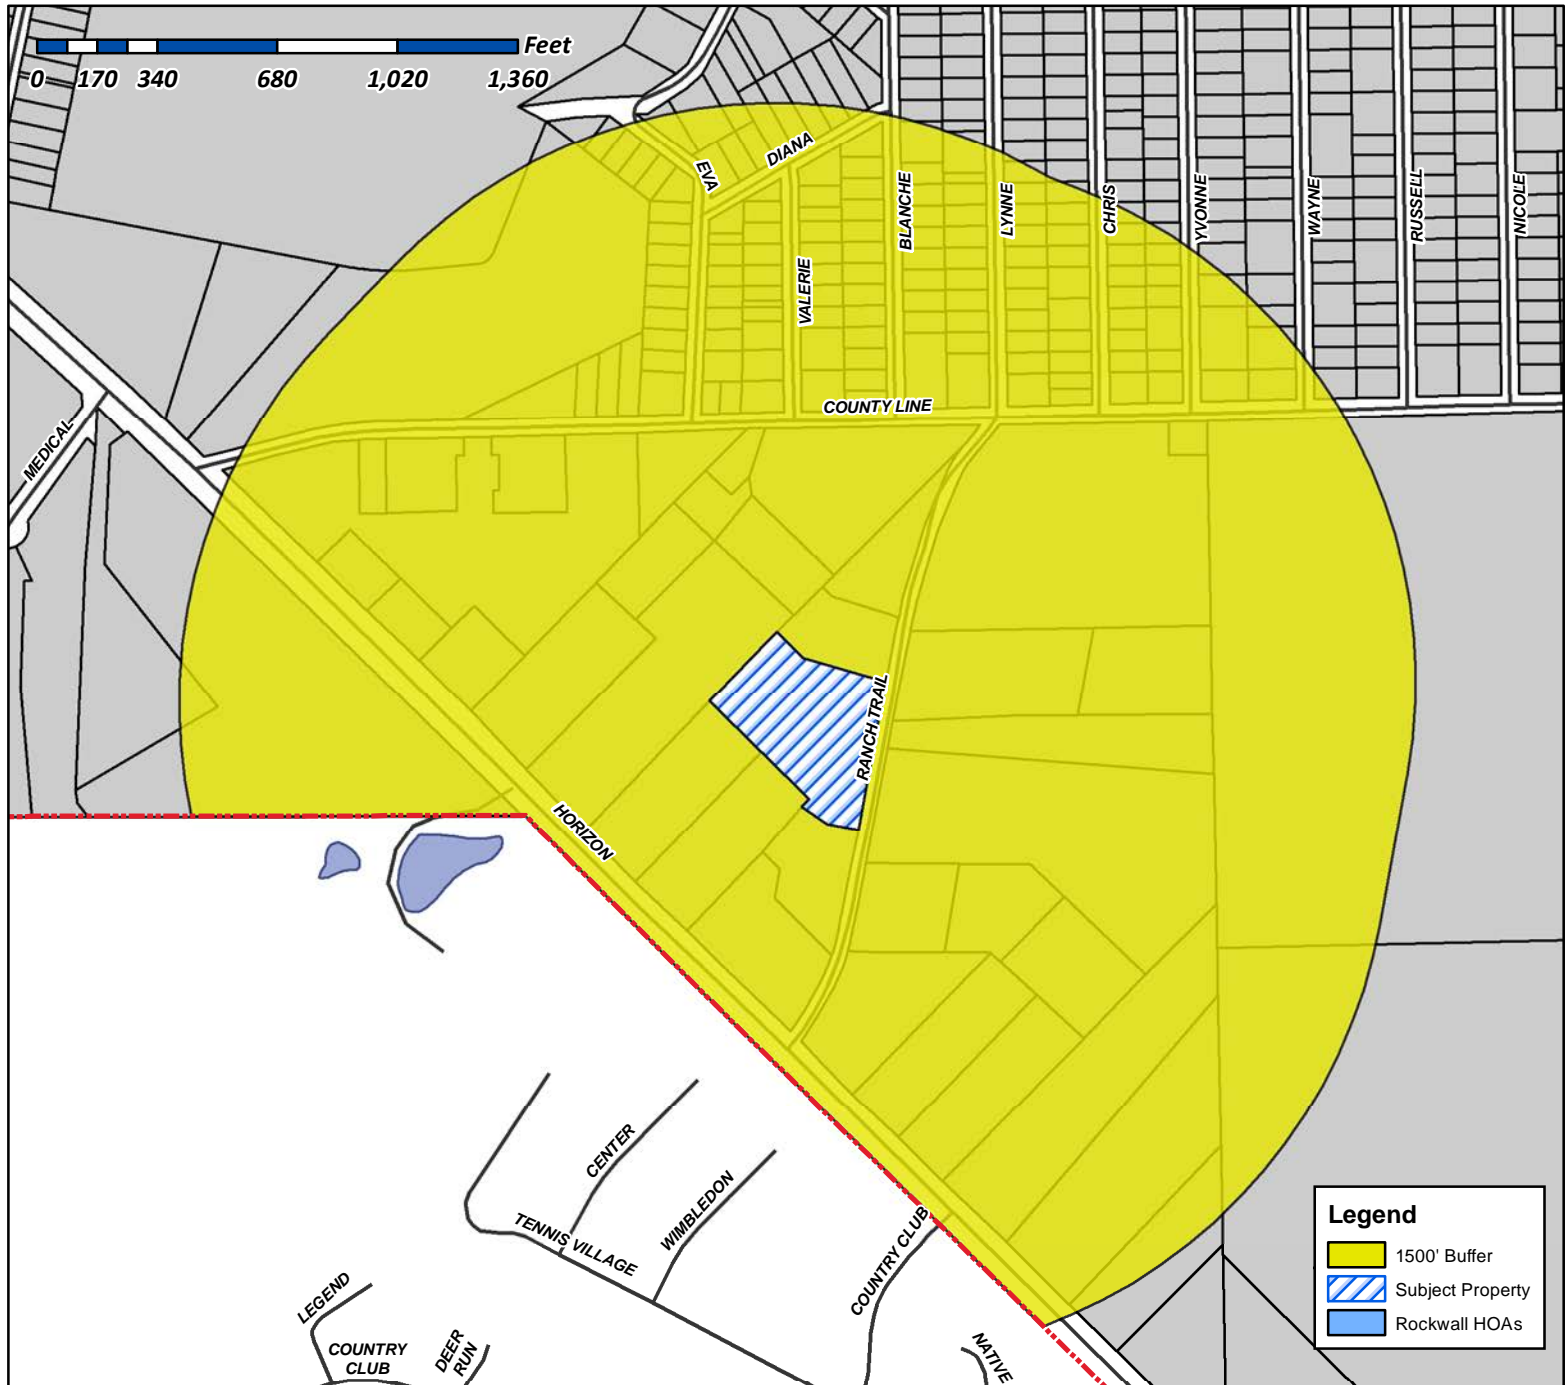 Feet
0 170 340 680 1,020 1,360
DIANA
EVA
BLANCHE
LYNNE
CHRIS
YVONNE
WAYNE
RUSSELL
NICOLE
VALERIE
COUNTY LINE
MEDICAL
RANCH TRAIL
HORIZON
CENTER
WIMBLEDON
TENNIS VILLAGE
COUNTRY CLUB
LEGEND
COUNTRY
CLUB
DEER
RUN
NATIVE
Legend
1500' Buffer
Subject Property
Rockwall HOAs